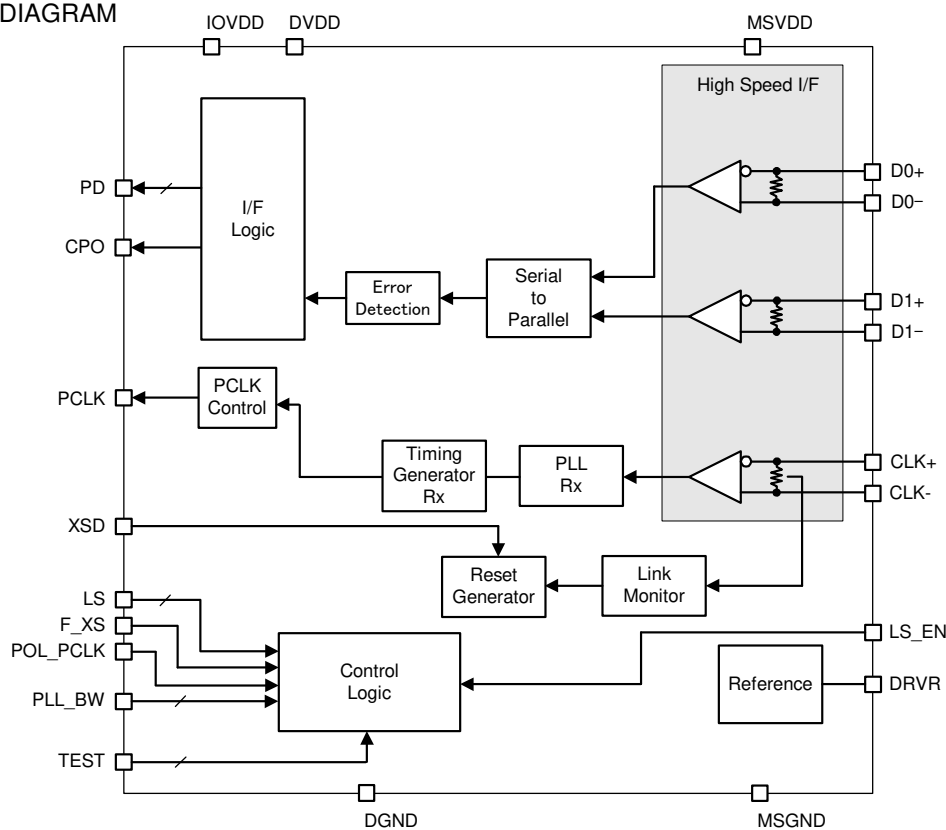 DIAGRAM
IOVDD
DVDD
MSVDD
High Speed I/F
PD
CPO
I/F
Logic
Error
Detection
Serial
to
Parallel
D0+
D0−
D1+
D1−
PCLK
PCLK
Control
Timing
Generator
Rx
PLL
Rx
CLK+
CLK-
XSD
Reset
Generator
Link
Monitor
LS
F_XS
POL_PCLK
PLL_BW
TEST
Control
Logic
LS_EN
Reference
DRVR
DGND
MSGND